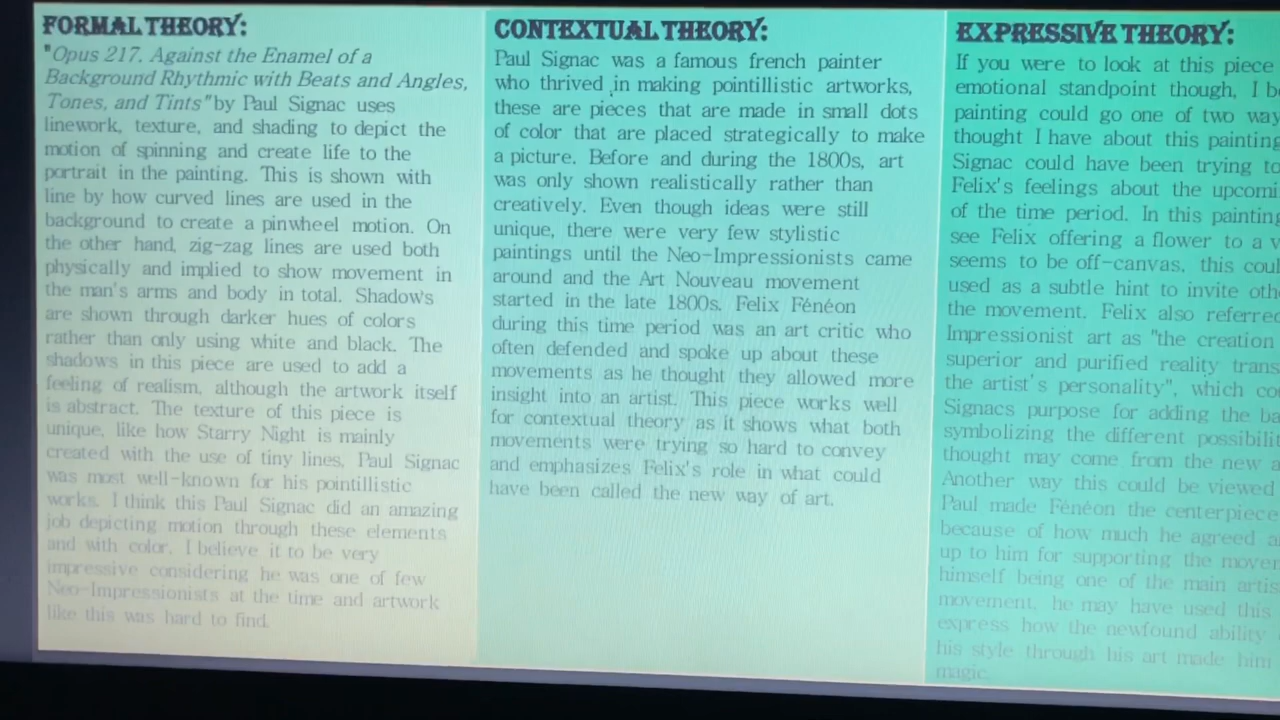 FORMAL THEORY:
"Opus 217. Against the Enamel of a
Background Rhythmic with Beats and Angles,
Tones, and Tints" by Paul Signac uses
linework, texture, and shading to depict the
motion of spinning and create life to the
portrait in the painting. This is shown with
line by how curved lines are used in the
background to create a pinwheel motion. On
the other hand, zig-zag lines are used both
physically and implied to show movement in
the man's arms and body in total. Shadow's
are shown through darker hues of colors
rather than only using white and black. The
shadows in this piece are used to add a
feeling of realism, although the artwork itself
is abstract. The texture of this piece is
unique, like how Starry Night is mainly
created with the use of tiny lines, Paul Signac
was most well-known for his pointillistic
works. I think this Paul Signac did an amazing
job depicting motion through these elements
and with color. I believe it to be very
impressive considering he was one of few
Neo-Impressionists at the time and artwork
like this was hard to find.
CONTEXTUAL THEORY:
Paul Signac was a famous french painter
who thrived in making pointillistic artworks,
these are pieces that are made in small dots
of color that are placed strategically to make
a picture. Before and during the 1800s, art
was only shown realistically rather than
creatively. Even though ideas were still
unique, there were very few stylistic
paintings until the Neo-Impressionists came
around and the Art Nouveau movement
started in the late 1800s. Felix Fénéon
during this time period was an art critic who
often defended and spoke up about these
movements as he thought they allowed more
insight into an artist. This piece works well
for contextual theory as it shows what both
movements were trying so hard to convey
and emphasizes Felix's role in what could
have been called the new way of art.
EXPRESSIVE THEORY:
If you were to look at this piece
emotional standpoint though, I
painting could go one of two
thought I have about this painting
Signac could have been trying to
Felix's feelings about the
of the time period. In this
see Felix offering a flower to a
seems to be off-canvas, this
used as a subtle hint to invite
the movement. Felix also
Impressionist art as "the creation
superior and purified reality
the artist's personality", which
Signacs purpose for adding the
symbolizing the different
thought may come from the new
Another way this could be viewed
Paul made Fénéon the centerpiece
because of how much he agreed
up to him for supporting the
himself being one of the main
movement, he may have used this
express how the newfound ability
his style through his art made him
magic.